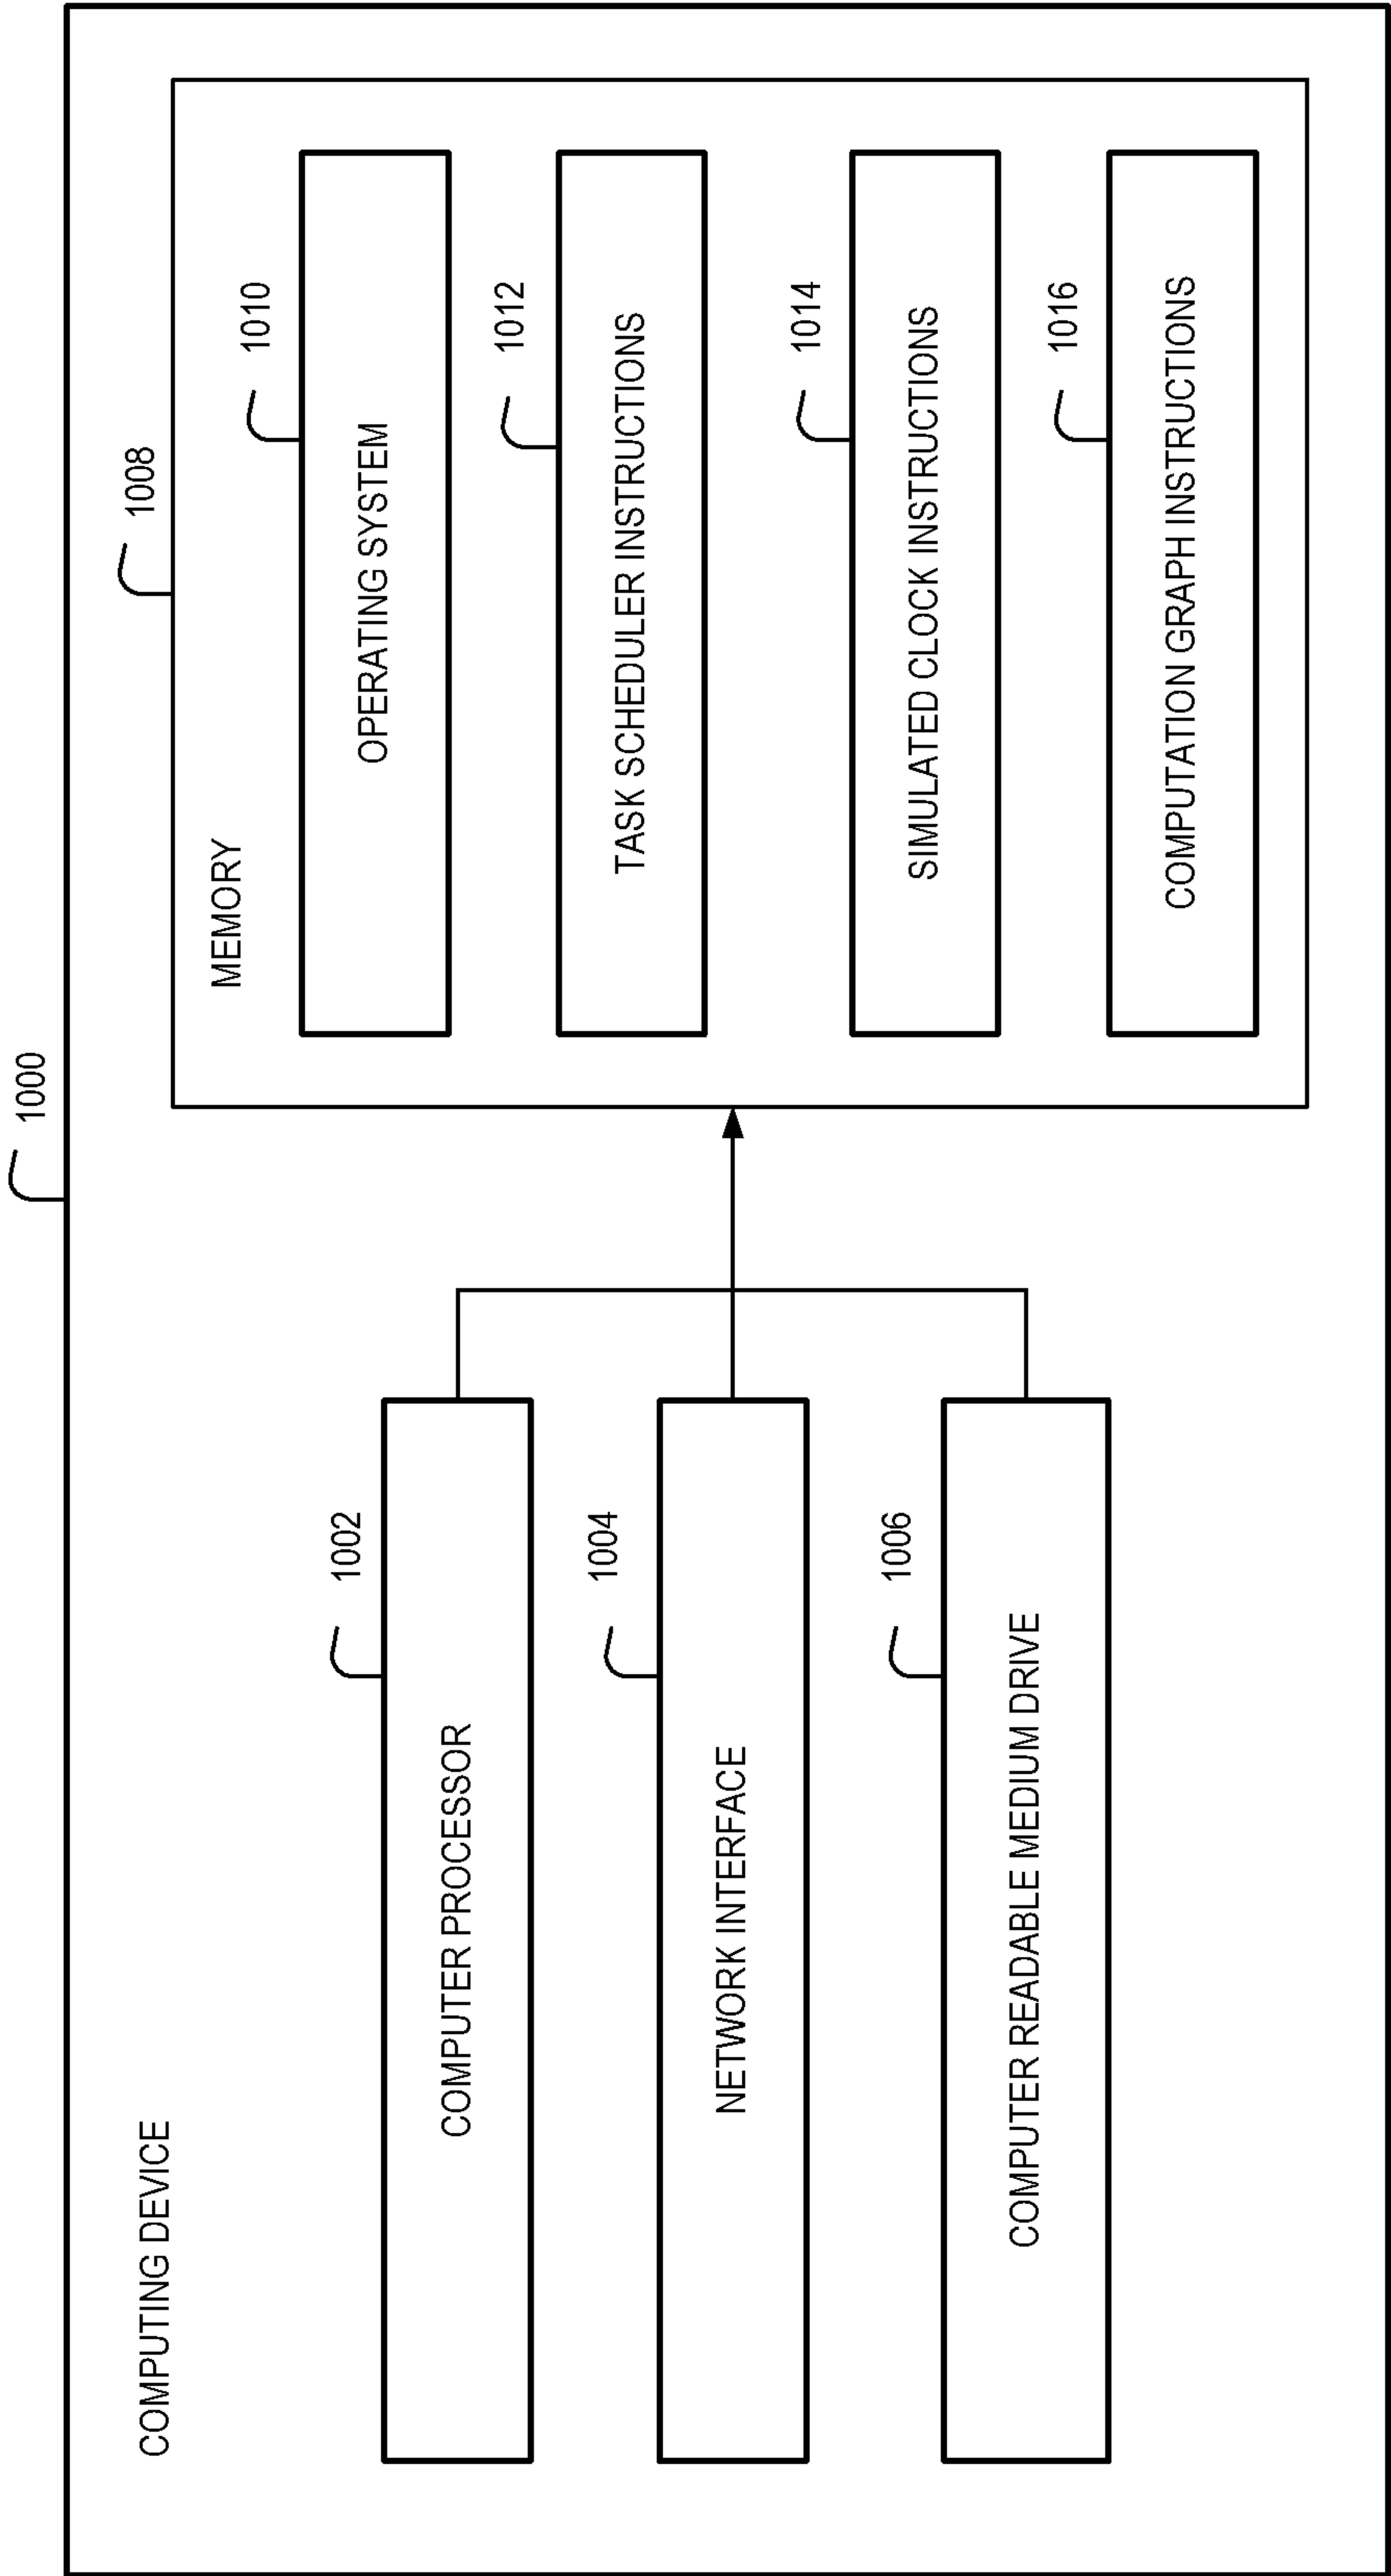 1000
COMPUTING DEVICE
1008
MEMORY
1002
COMPUTER PROCESSOR
1004
NETWORK INTERFACE
1006
COMPUTER READABLE MEDIUM DRIVE
1010
OPERATING SYSTEM
1012
TASK SCHEDULER INSTRUCTIONS
1014
SIMULATED CLOCK INSTRUCTIONS
1016
COMPUTATION GRAPH INSTRUCTIONS